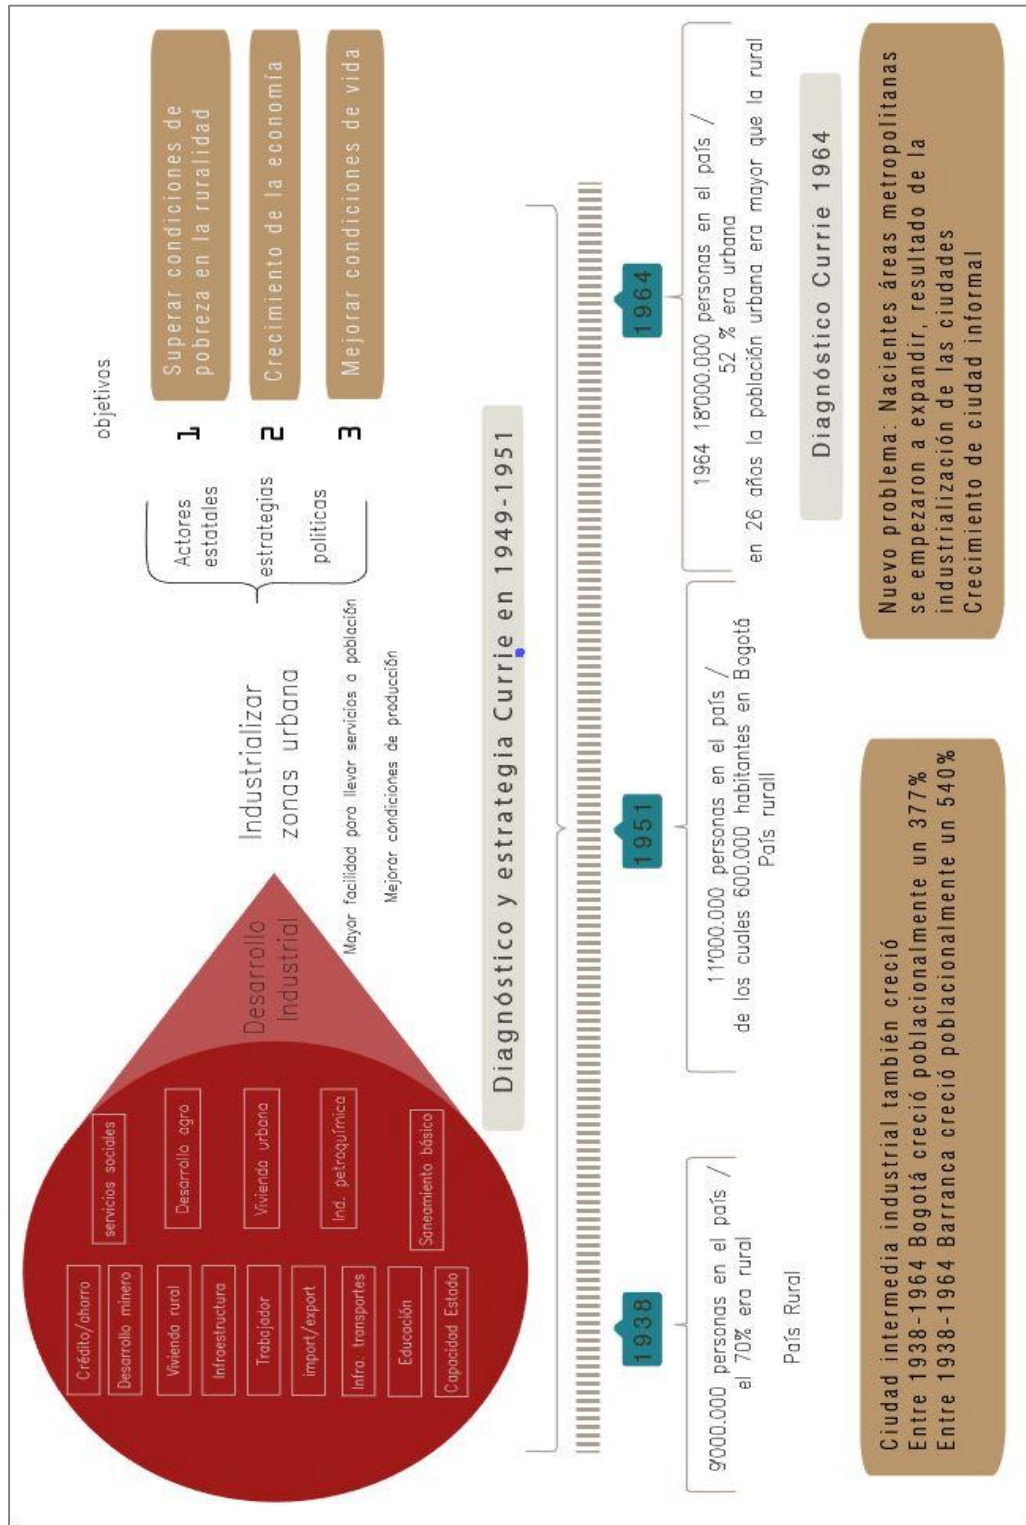 Crédito/ahorro
Desarrollo minero
Vivienda rural
Infraestructura
Trabajador
import/export
Infra. transportes
Educación
Capacidad Estado
servicios sociales
Desarrollo agro
Vivienda urbana
Ind. petroquímica
Saneamiento básico
Desarrollo
Industrial
Industrializar
zonas urbana
Mayor facilidad para llevar servicios a población
Mejorar condiciones de producción
Actores
estatales
estrategias
políticas
objetivos
1
Superar condiciones de
pobreza en la ruralidad
2
Crecimiento de la economía
3
Mejorar condiciones de vida
Diagnóstico y estrategia Currie en 1949-1951
1938
9'000.000 personas en el país /
el 70% era rural
País Rural
1951
11'000.000 personas en el país /
de los cuales 600.000 habitantes en Bogotá
País rurall
1964
1964 18'000.000 personas en el país /
52 % era urbana
en 26 años la población urbana era mayor que la rural
Diagnóstico Currie 1964
Ciudad intermedia industrial también creció
Entre 1938-1964 Bogotá creció poblacionalmente un 377%
Entre 1938-1964 Barranca creció poblacionalmente un 540%
Nuevo problema: Nacientes áreas metropolitanas
se empezaron a expandir, resultado de la
industrialización de las ciudades
Crecimiento de ciudad informal